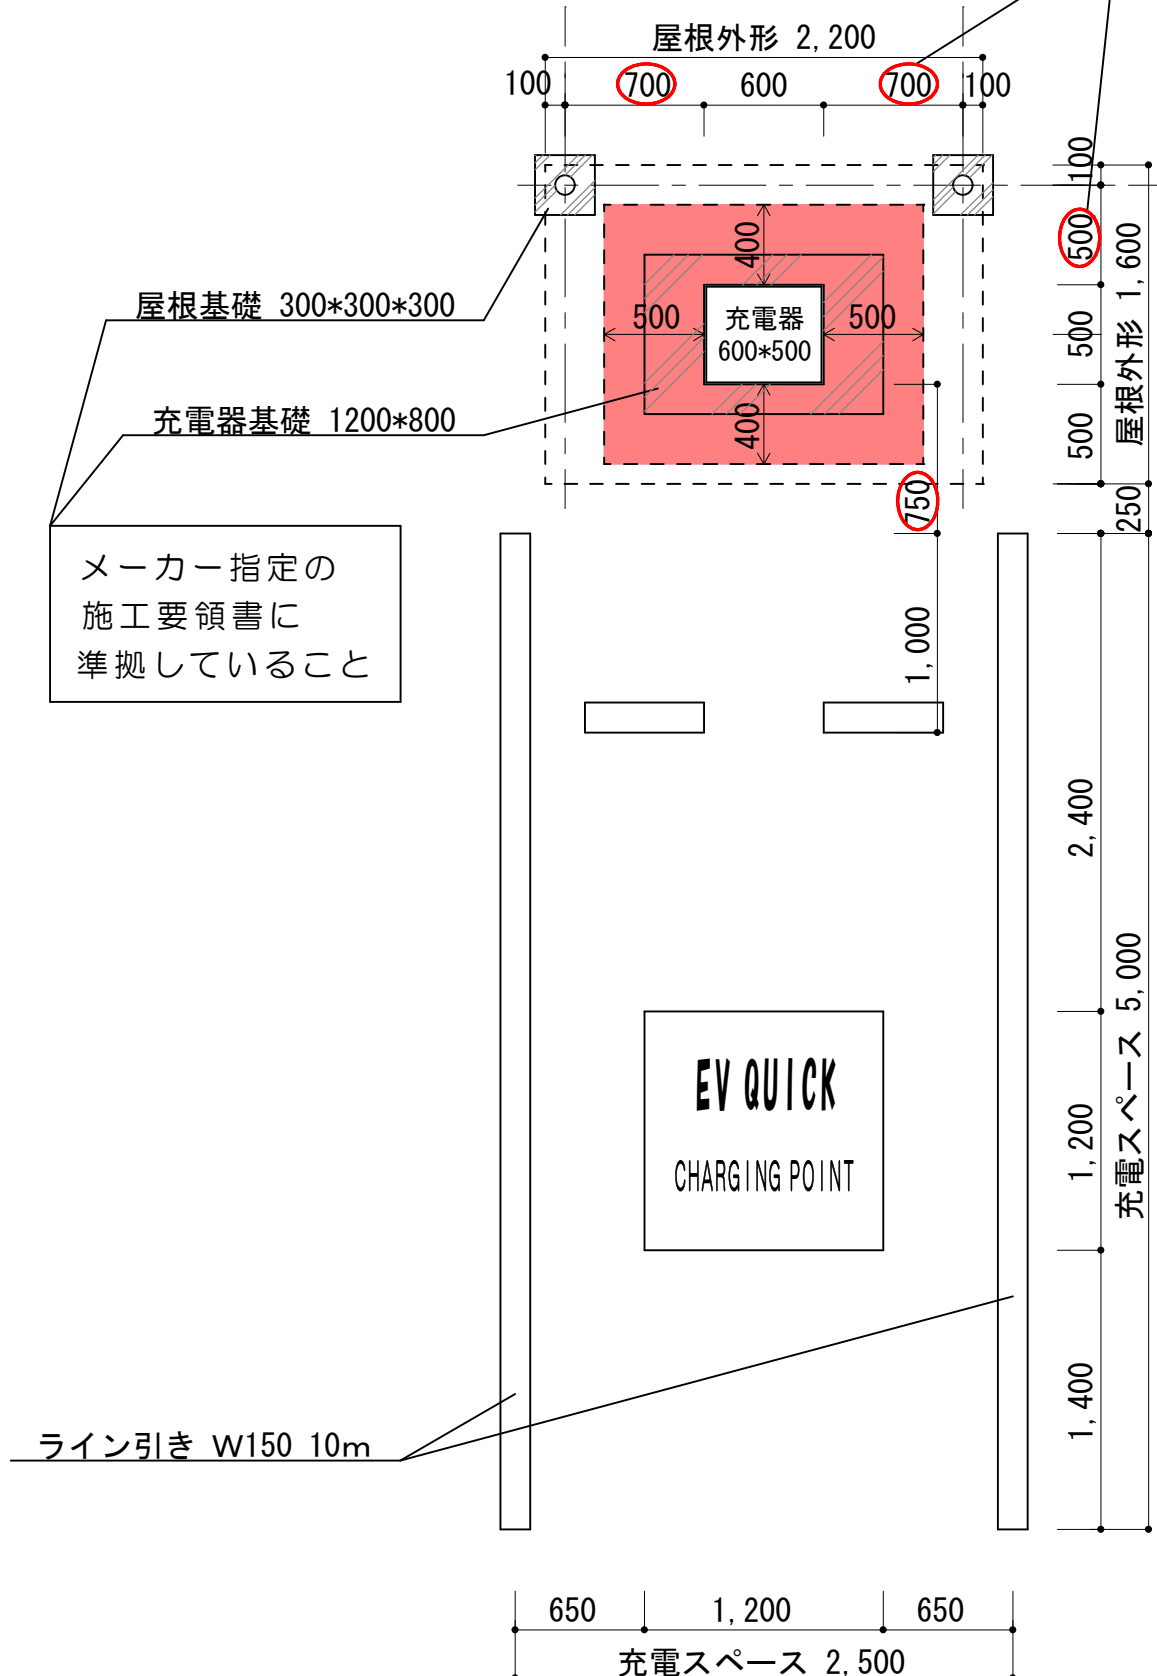 屋根外形 2,200
100
700
600
700
100
100
500
500
500
屋根外形 1,600
250
400
500
充電器
600*500
500
400
屋根基礎 300*300*300
充電器基礎 1200*800
750
メーカー指定の
施工要領書に
準拠していること
1,000
2,400
EV QUICK
CHARGING POINT
1,200
充電スペース 5,000
1,400
ライン引き W150 10m
650
1,200
650
充電スペース 2,500